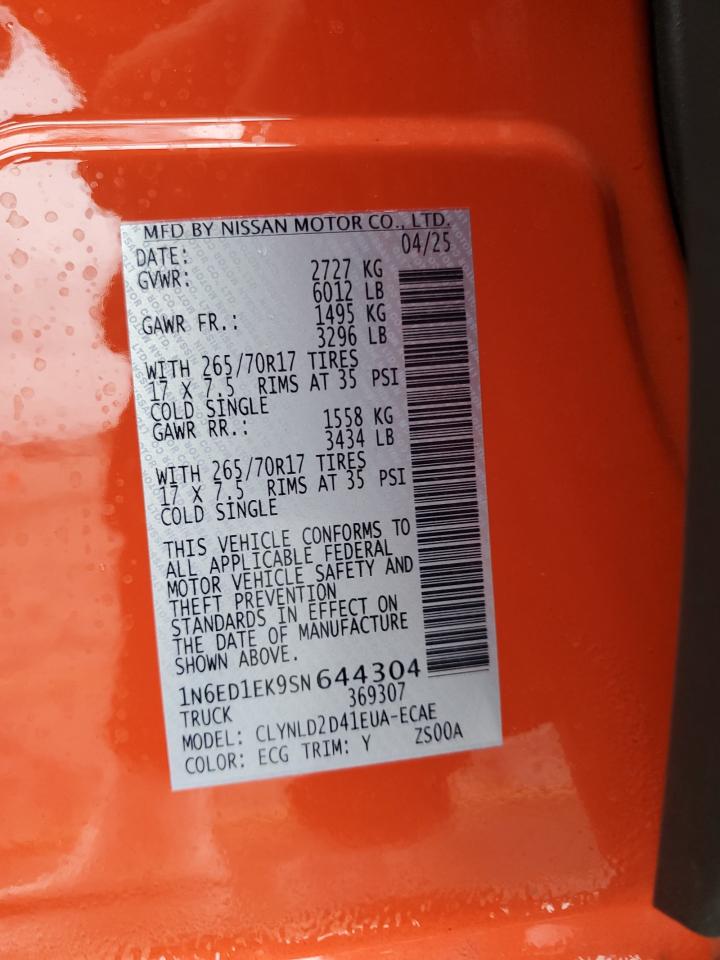 MFD BY NISSAN MOTOR CO., LTD.
DATE: 04/25
GVWR: 2727 KG
6012 LB
GAWR FR.: 1495 KG
3296 LB
WITH 265/70R17 TIRES
17 X 7.5 RIMS AT 35 PSI
COLD SINGLE
GAWR RR.: 1558 KG
3434 LB
WITH 265/70R17 TIRES
17 X 7.5 RIMS AT 35 PSI
COLD SINGLE
THIS VEHICLE CONFORMS TO
ALL APPLICABLE FEDERAL
MOTOR VEHICLE SAFETY AND
THEFT PREVENTION
STANDARDS IN EFFECT ON
THE DATE OF MANUFACTURE
SHOWN ABOVE.
1N6ED1EK9SN644304
TRUCK 369307
MODEL: CLYNLD2D41EUA-ECAE
COLOR: ECG TRIM: Y ZS00A